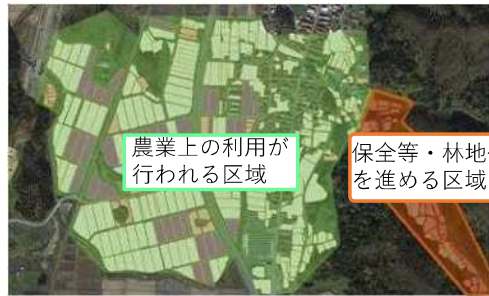 農業上の利用が
行われる区域
保全等・林地
を進める区域